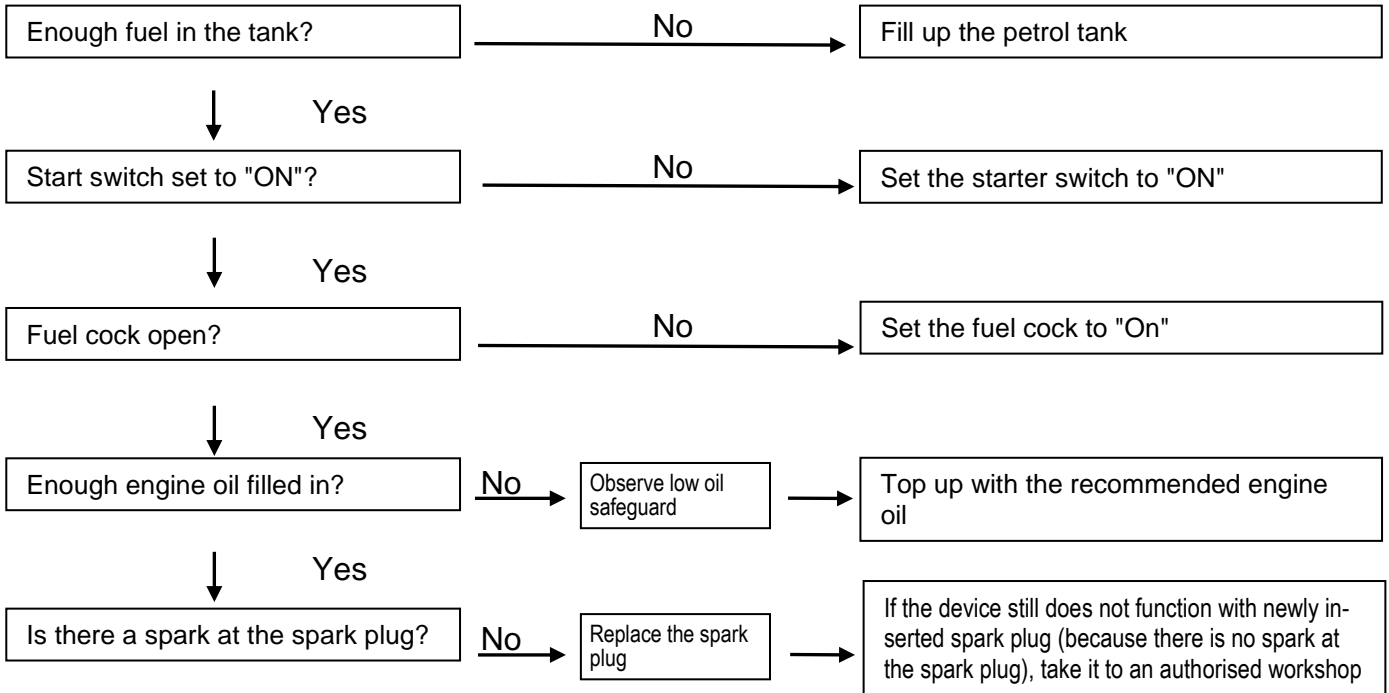 Enough fuel in the tank?
No
Fill up the petrol tank
Yes
Start switch set to "ON"?
No
Set the starter switch to "ON"
Yes
Fuel cock open?
No
Set the fuel cock to "On"
Yes
Enough engine oil filled in?
No
Observe low oil
safeguard
Top up with the recommended engine
oil
Yes
Is there a spark at the spark plug?
No
Replace the spark
plug
If the device still does not function with newly in-
serted spark plug (because there is no spark at
the spark plug), take it to an authorised workshop